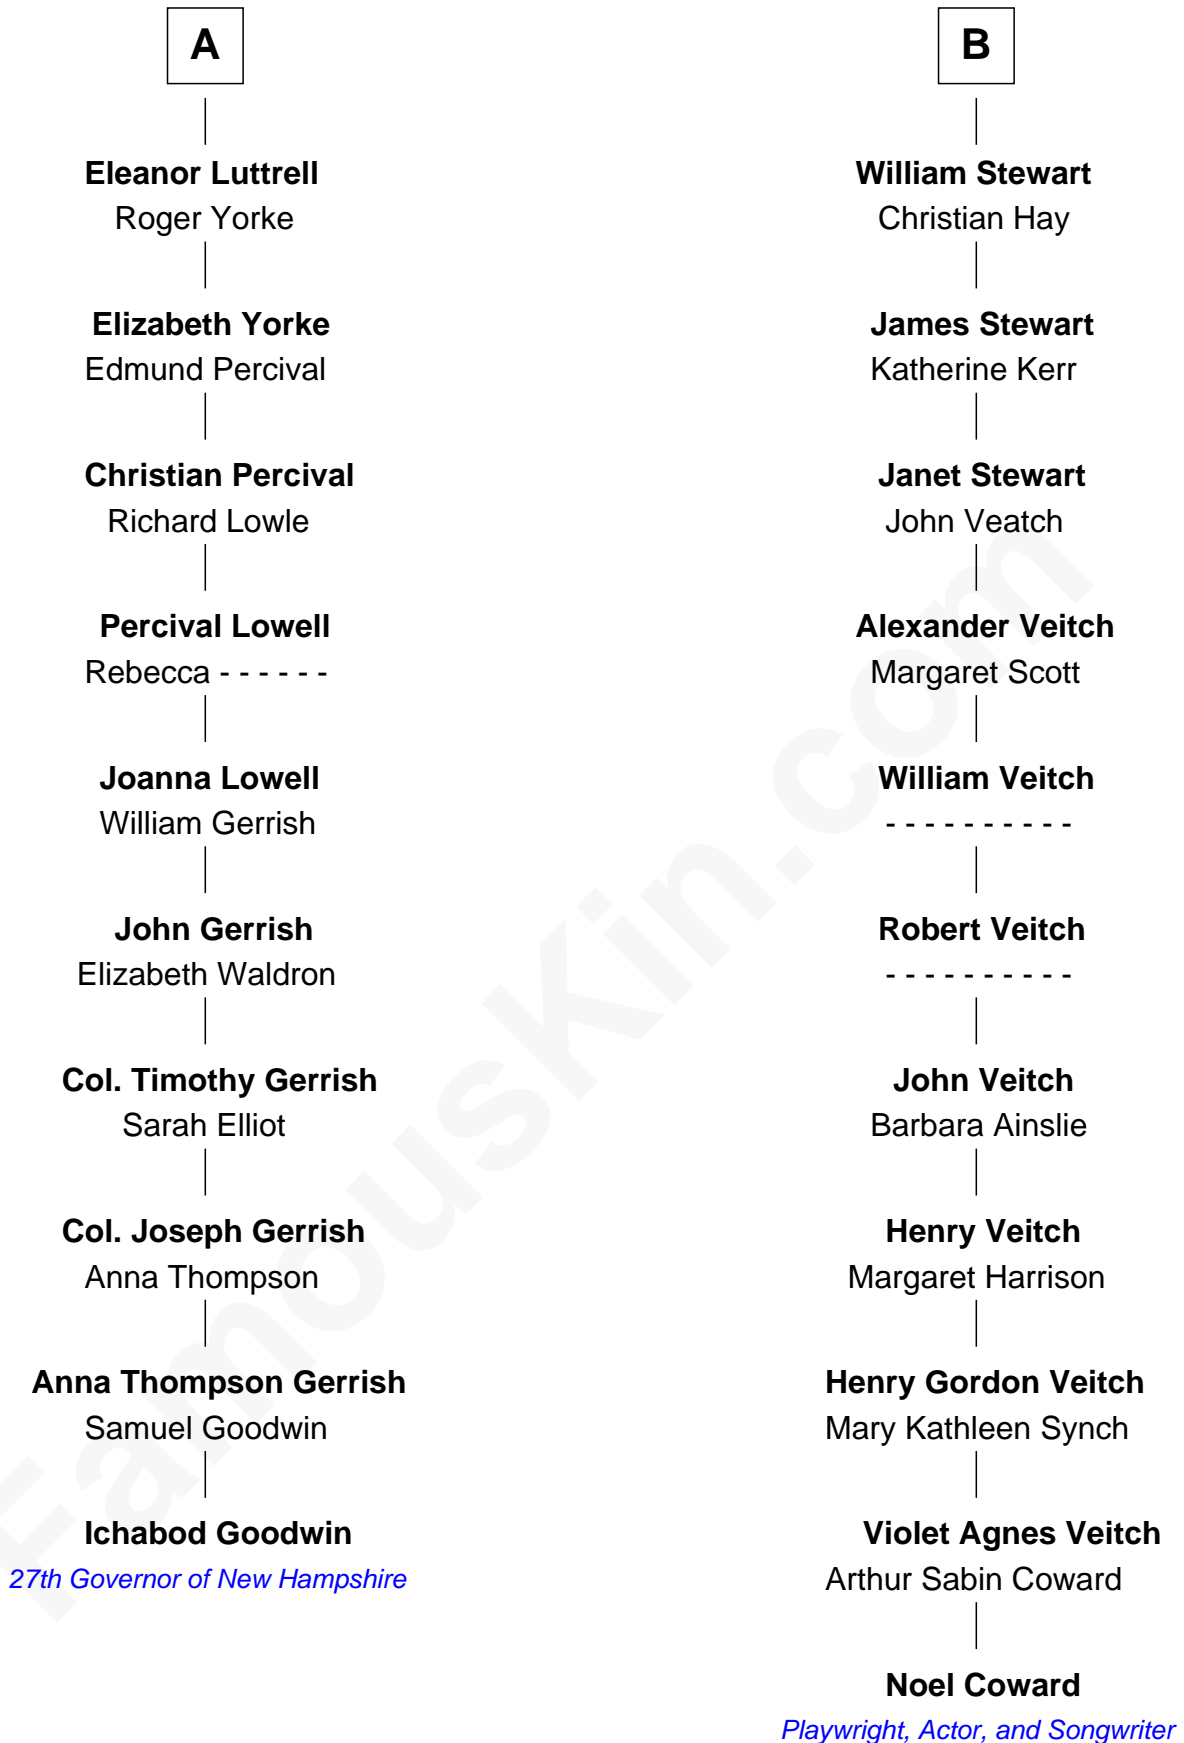 A
Eleanor Luttrell
Roger Yorke
Elizabeth Yorke
Edmund Percival
Christian Percival
Richard Lowle
Percival Lowell
Rebecca - - - - - -
Joanna Lowell
William Gerrish
John Gerrish
Elizabeth Waldron
Col. Timothy Gerrish
Sarah Elliot
Col. Joseph Gerrish
Anna Thompson
Anna Thompson Gerrish
Samuel Goodwin
Ichabod Goodwin
27th Governor of New Hampshire
B
William Stewart
Christian Hay
James Stewart
Katherine Kerr
Janet Stewart
John Veatch
Alexander Veitch
Margaret Scott
William Veitch
- - - - - - - - - -
Robert Veitch
- - - - - - - - - -
John Veitch
Barbara Ainslie
Henry Veitch
Margaret Harrison
Henry Gordon Veitch
Mary Kathleen Synch
Violet Agnes Veitch
Arthur Sabin Coward
Noel Coward
Playwright, Actor, and Songwriter
FamousKin.com